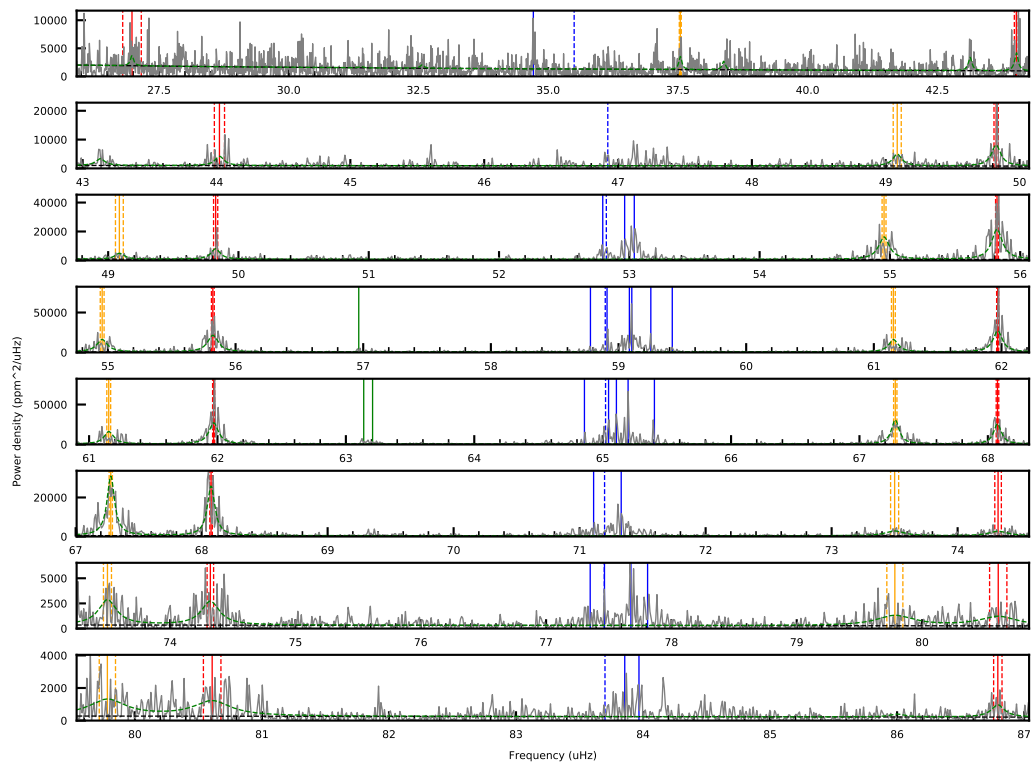 10000
5000
0
27.5 30.0 32.5 35.0 37.5 40.0 42.5
20000
10000
0
43 44 45 46 47 48 49 50
40000
20000
0
49 50 51 52 53 54 55 56
50000
0
55 56 57 58 59 60 61 62
50000
0
61 62 63 64 65 66 67 68
20000
0
67 68 69 70 71 72 73 74
5000
2500
0
74 75 76 77 78 79 80
4000
2000
0
80 81 82 83 84 85 86 87
Power density (ppm^2/uHz)
Frequency (uHz)